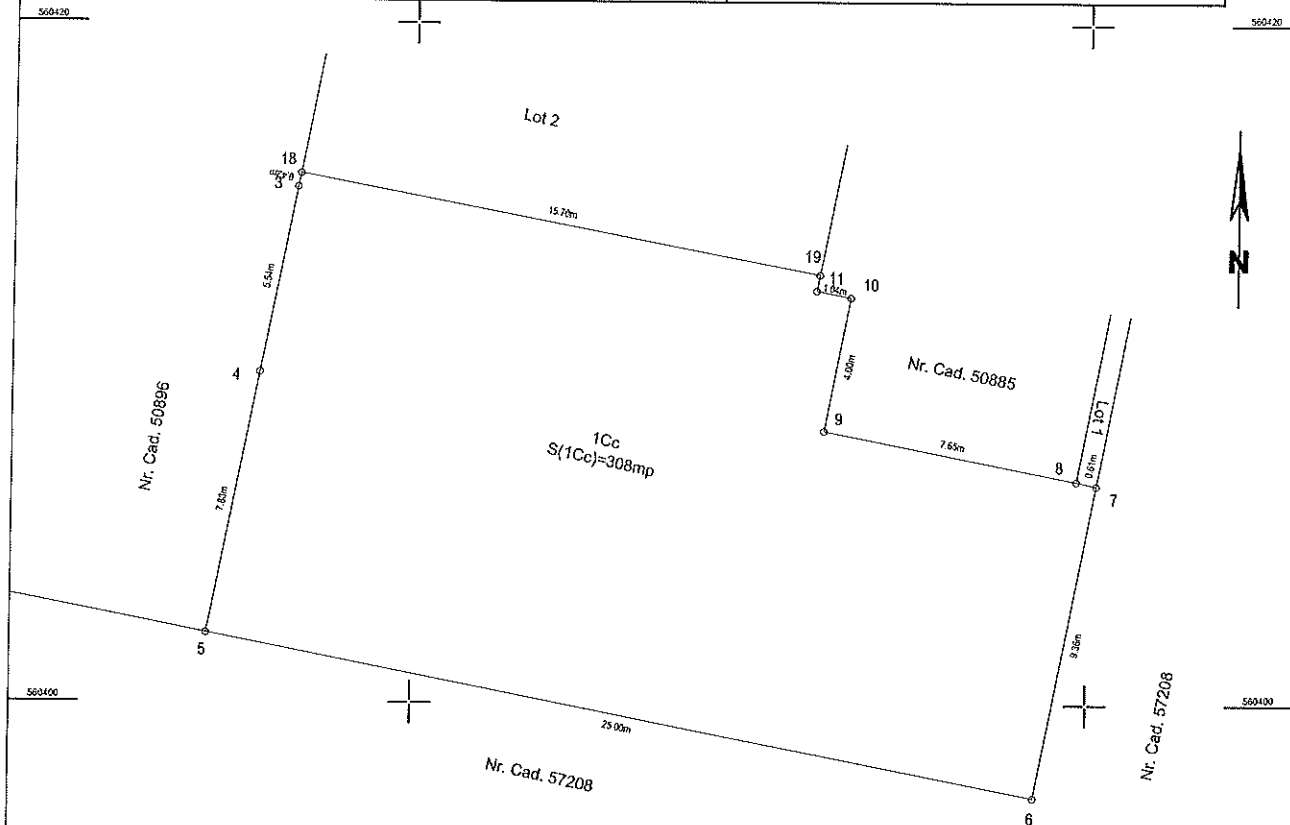 560420
560420
Lot 2
18
3
15.70m
19
11
10
1.04m
5.54m
4
4.00m
Nr. Cad. 50885
Nr. Cad. 50896
9
1Cc
S(1Cc)=308mp
7.65m
Lot 1
8
0.61m
7
7.83m
5
9.36m
560400
560400
25.00m
Nr. Cad. 57208
Nr. Cad. 57208
6
N